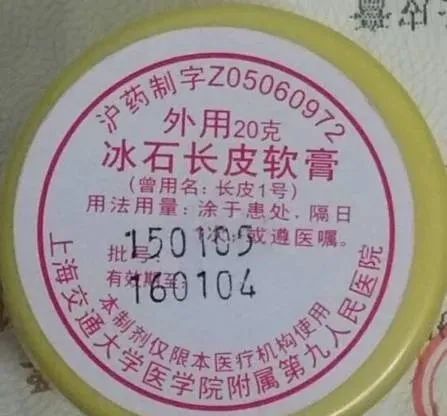 沪药制字Z05060972
外用20克
冰石长皮软膏
(曾用名：长皮1号)
用法用量：涂于患处，隔日
1次，或遵医嘱。
批号：150105
有效期至：160104
本制剂仅限本医疗机构使用
上海交通大学医学院附属第九人民医院